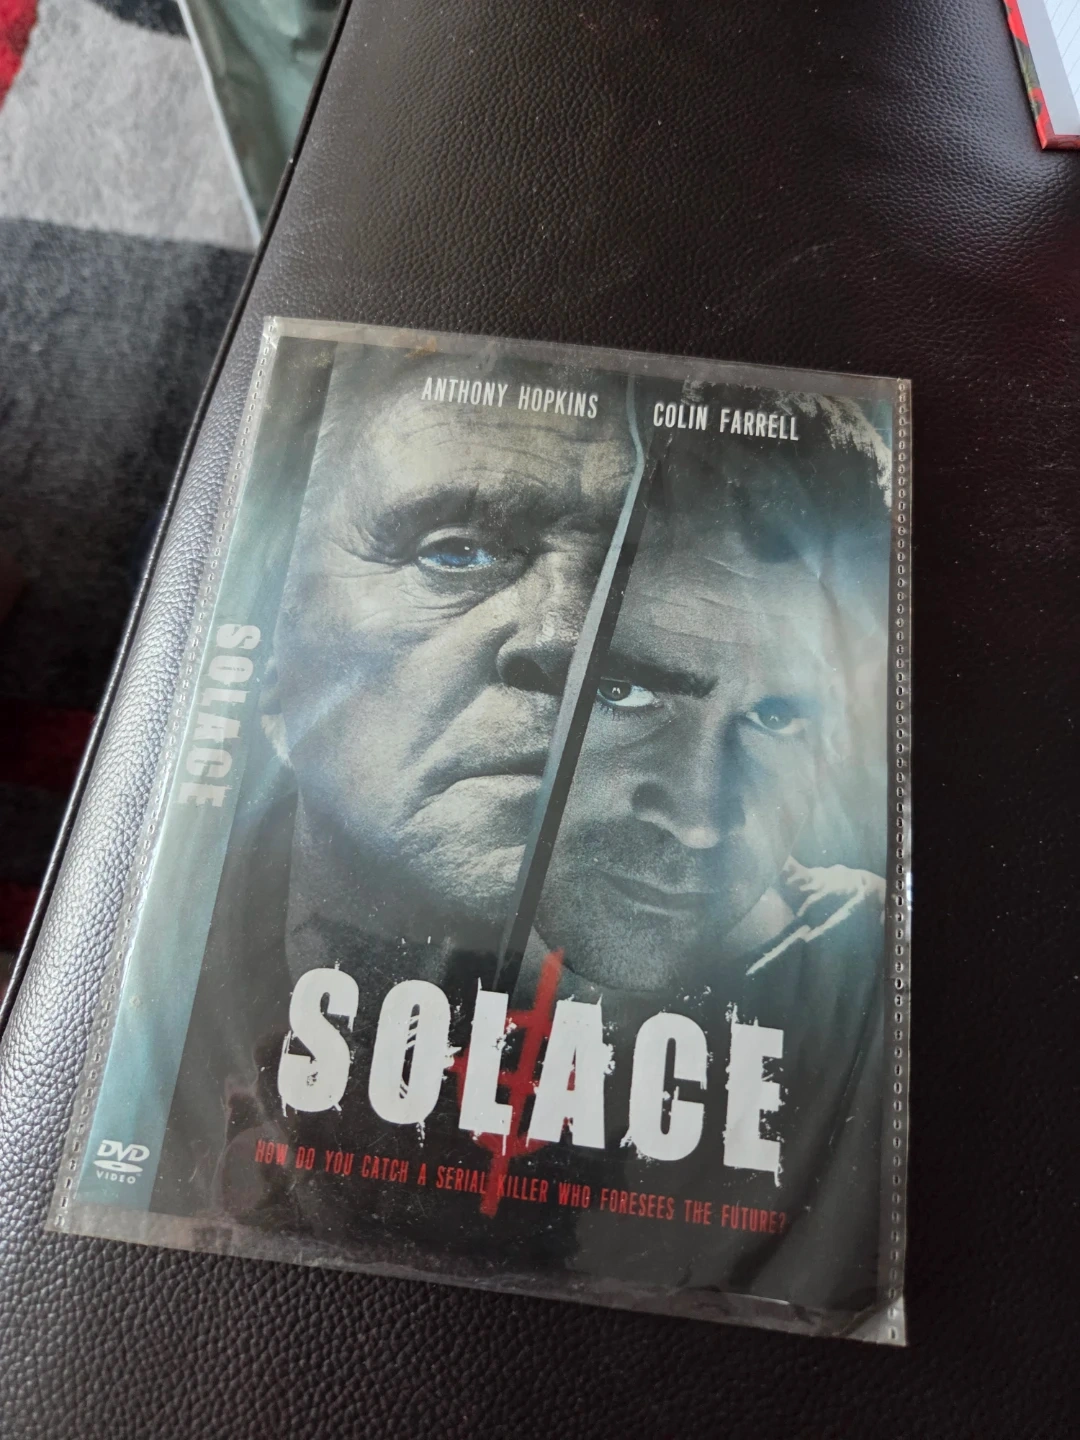 ANTHONY HOPKINS
COLIN FARRELL
SOLACE
SOLACE
HOW DO YOU CATCH A SERIAL KILLER WHO FORESEES THE FUTURE?
DVD
VIDEO